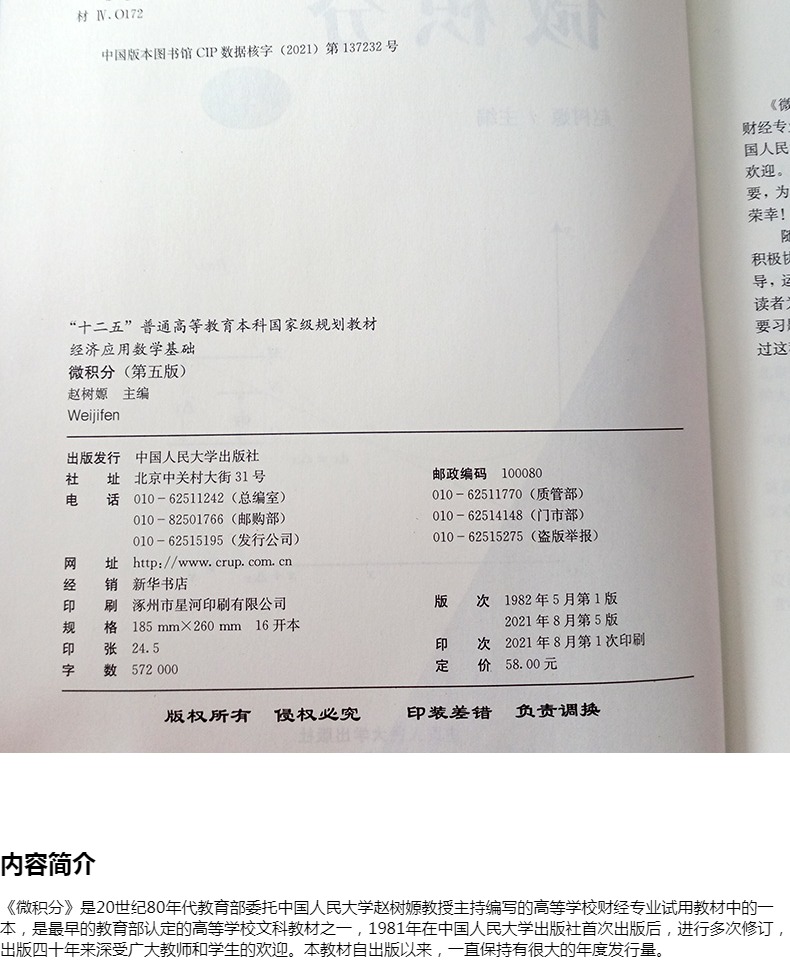 材 Ⅳ.O172
中国版本图书馆 CIP 数据核字（2021）第 137232 号
“十二五”普通高等教育本科国家级规划教材
经济应用数学基础
微积分（第五版）
赵树嫄　主编
Weijifen
出版发行　中国人民大学出版社
社　　址　北京中关村大街 31 号　邮政编码　100080
电　　话　010－62511242（总编室）　010－62511770（质管部）
010－82501766（邮购部）　010－62514148（门市部）
010－62515195（发行公司）　010－62515275（盗版举报）
网　　址　http://www.crup.com.cn
经　　销　新华书店
印　　刷　涿州市星河印刷有限公司　版　　次　1982 年 5 月第 1 版
规　　格　185 mm×260 mm　16 开本　2021 年 8 月第 5 版
印　　张　24.5　印　　次　2021 年 8 月第 1 次印刷
字　　数　572 000　定　　价　58.00 元
版权所有　侵权必究　印装差错　负责调换
《微
财经专业
国人民
欢迎。
要，为
荣幸！
随
积极协
导，运
读者为
要习题
过这
内容简介
《微积分》是20世纪80年代教育部委托中国人民大学赵树嫄教授主持编写的高等学校财经专业试用教材中的一
本，是最早的教育部认定的高等学校文科教材之一，1981年在中国人民大学出版社首次出版后，进行多次修订，
出版四十年来深受广大教师和学生的欢迎。本教材自出版以来，一直保持有很大的年度发行量。